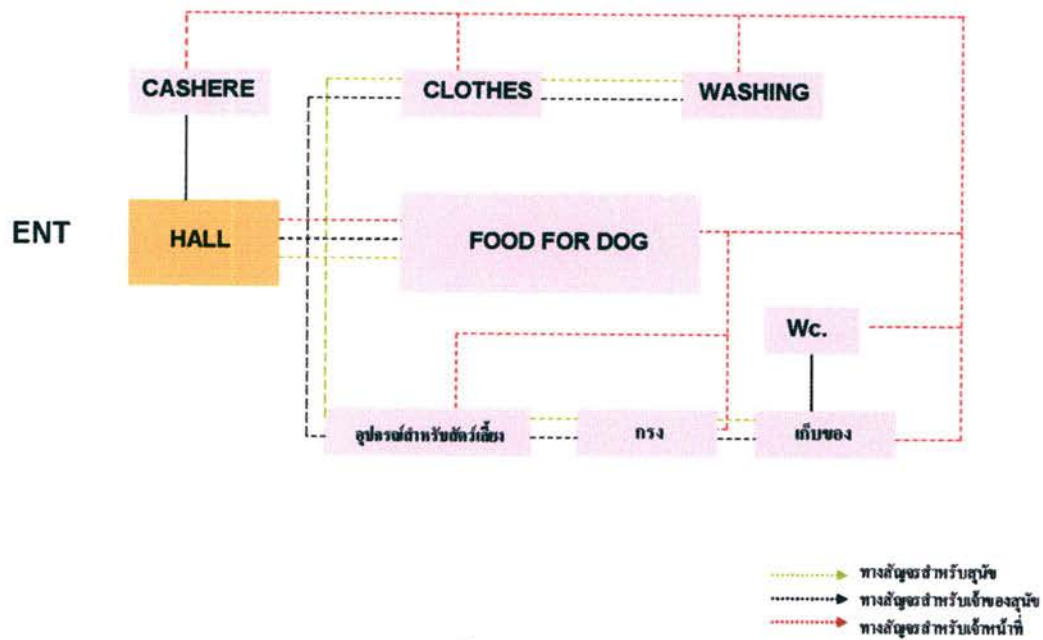 CASHERE
CLOTHES
WASHING
ENT
HALL
FOOD FOR DOG
Wc.
อุปกรณ์สำหรับสัตว์เลี้ยง
กรง
เก็บของ
ทางสัญจรสำหรับสุนัข
ทางสัญจรสำหรับเจ้าของสุนัข
ทางสัญจรสำหรับเจ้าหน้าที่